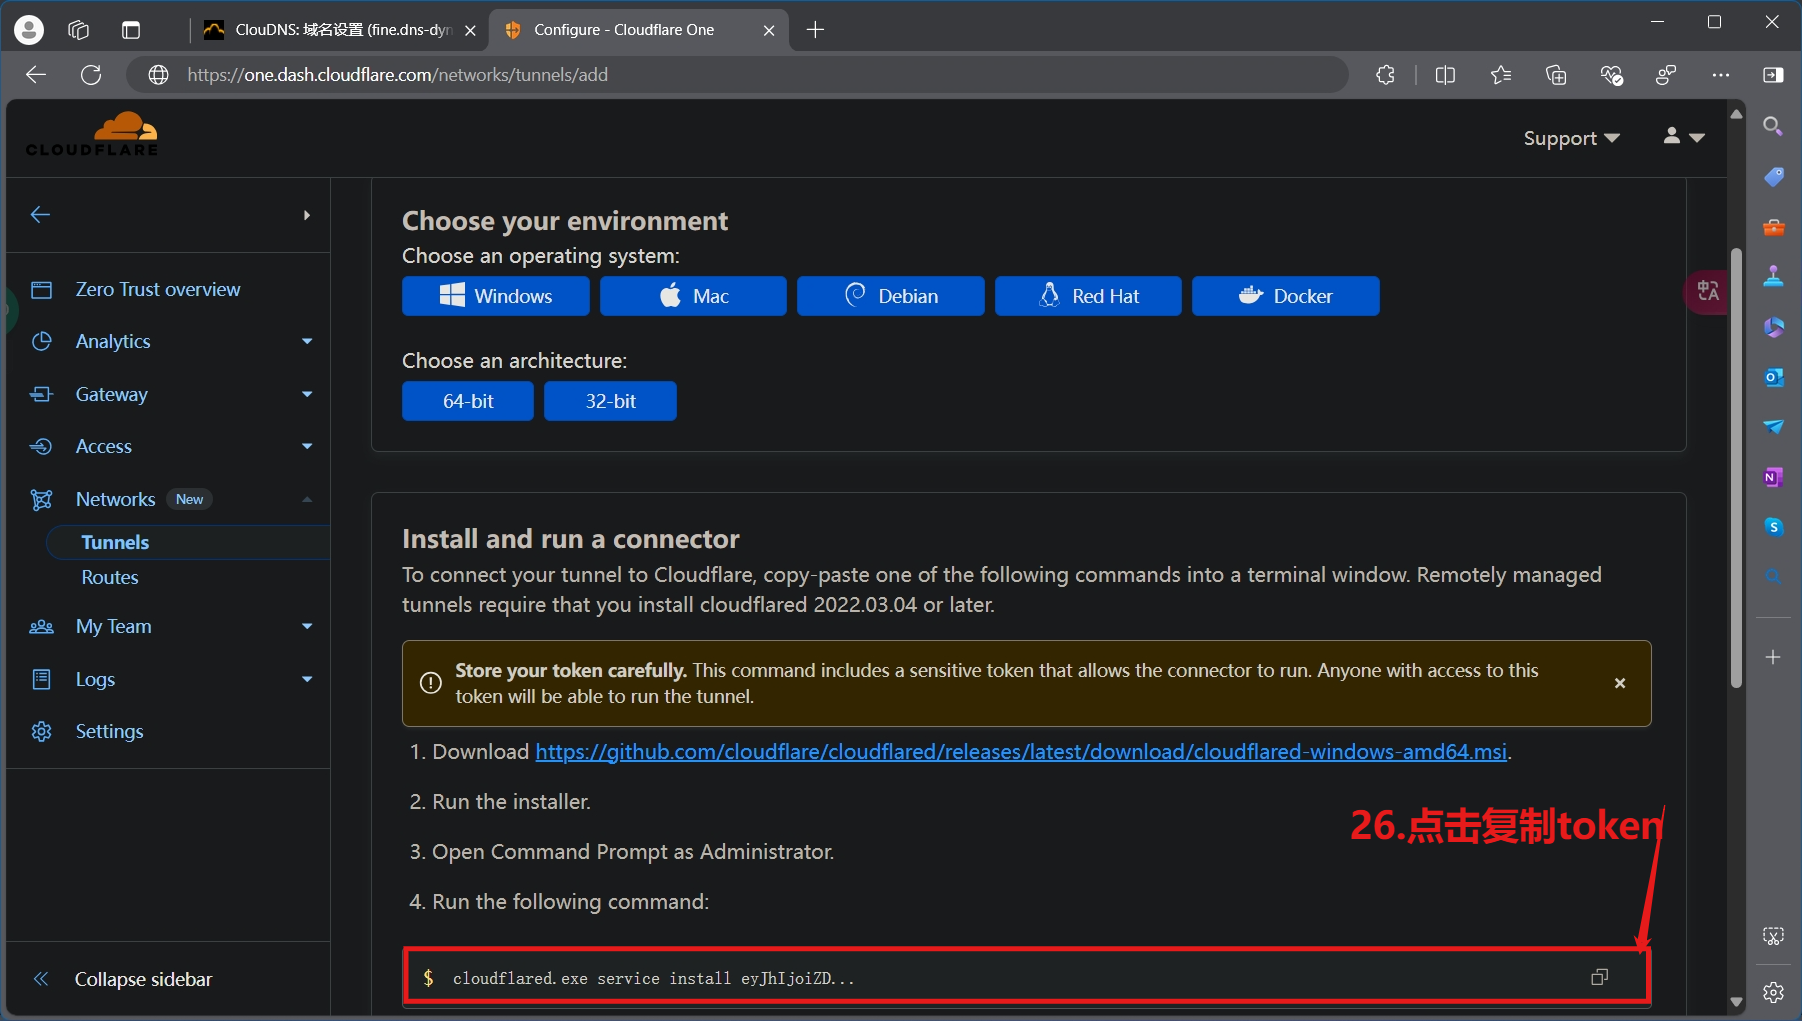 ClouDNS: 域名设置 (fine.dns-dyn
Configure - Cloudflare One
https://one.dash.cloudflare.com/networks/tunnels/add
CLOUDFLARE
Support
Zero Trust overview
Analytics
Gateway
Access
Networks New
Tunnels
Routes
My Team
Logs
Settings
Collapse sidebar
Choose your environment
Choose an operating system:
Windows
Mac
Debian
Red Hat
Docker
Choose an architecture:
64-bit
32-bit
Install and run a connector
To connect your tunnel to Cloudflare, copy-paste one of the following commands into a terminal window. Remotely managed
tunnels require that you install cloudflared 2022.03.04 or later.
Store your token carefully. This command includes a sensitive token that allows the connector to run. Anyone with access to this
token will be able to run the tunnel.
1. Download https://github.com/cloudflare/cloudflared/releases/latest/download/cloudflared-windows-amd64.msi.
2. Run the installer.
3. Open Command Prompt as Administrator.
4. Run the following command:
26.点击复制token
$ cloudflared.exe service install eyJhIjoiZD...